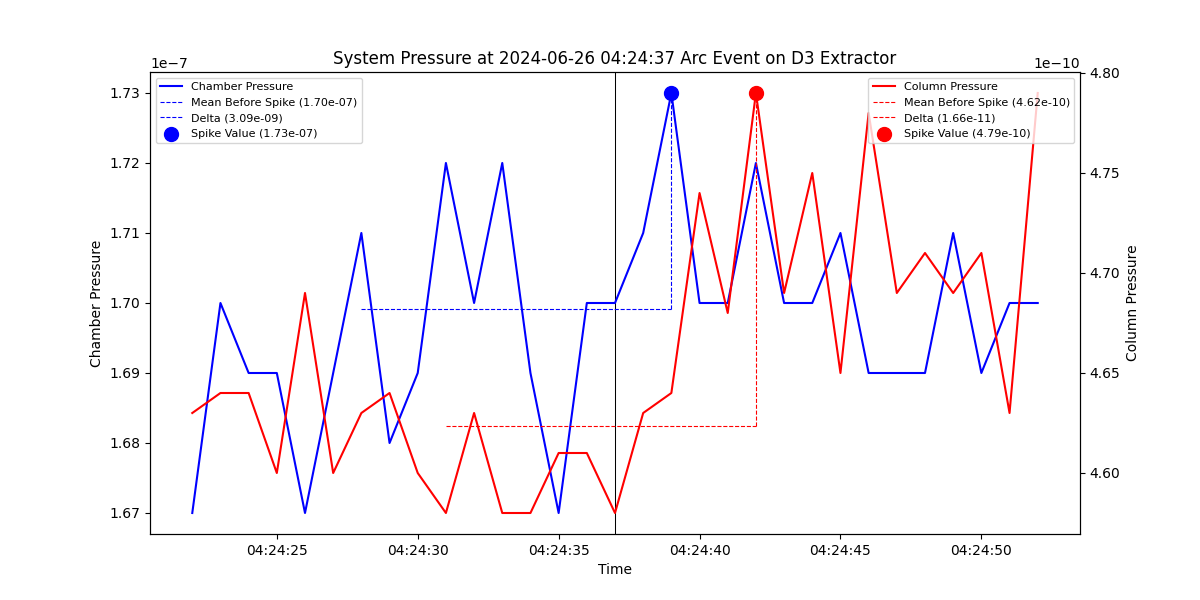 System Pressure at 2024-06-26 04:24:37 Arc Event on D3 Extractor
1e−7
1e−10
Chamber Pressure
Mean Before Spike (1.70e-07)
Delta (3.09e-09)
Spike Value (1.73e-07)
Column Pressure
Mean Before Spike (4.62e-10)
Delta (1.66e-11)
Spike Value (4.79e-10)
1.73
1.72
1.71
1.70
1.69
1.68
1.67
Chamber Pressure
4.80
4.75
4.70
4.65
4.60
Column Pressure
04:24:25
04:24:30
04:24:35
04:24:40
04:24:45
04:24:50
Time